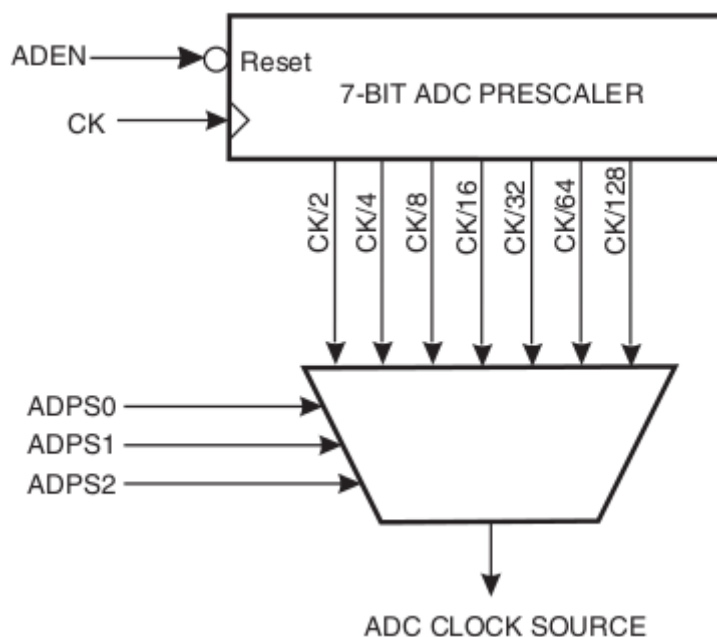 ADEN
Reset
7-BIT ADC PRESCALER
CK
CK/2
CK/4
CK/8
CK/16
CK/32
CK/64
CK/128
ADPS0
ADPS1
ADPS2
ADC CLOCK SOURCE